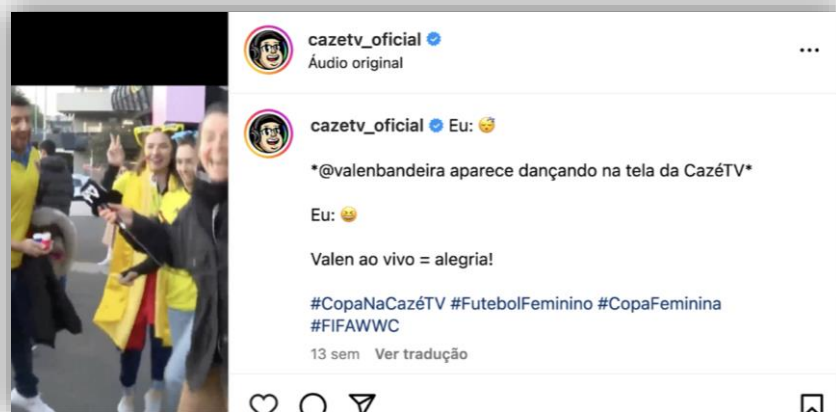 cazetv_oficial
Áudio original
cazetv_oficial Eu: 😴
*@valenbandeira aparece dançando na tela da CazéTV*
Eu: 😀
Valen ao vivo = alegria!
#CopaNaCazéTV #FutebolFeminino #CopaFeminina
#FIFAWWC
13 sem Ver tradução